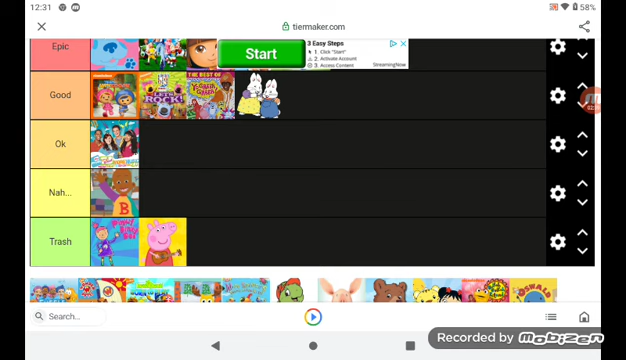 12:31
58%
tiermaker.com
Epic
Start
3 Easy Steps
1. Click "Start"
2. Activate Account
3. Access Content
StreamingNow
Good
LET'S ROCK!
THE BEST OF
Ok
Nah...
B
Trash
OSWALD
Search...
Recorded by Mobizen